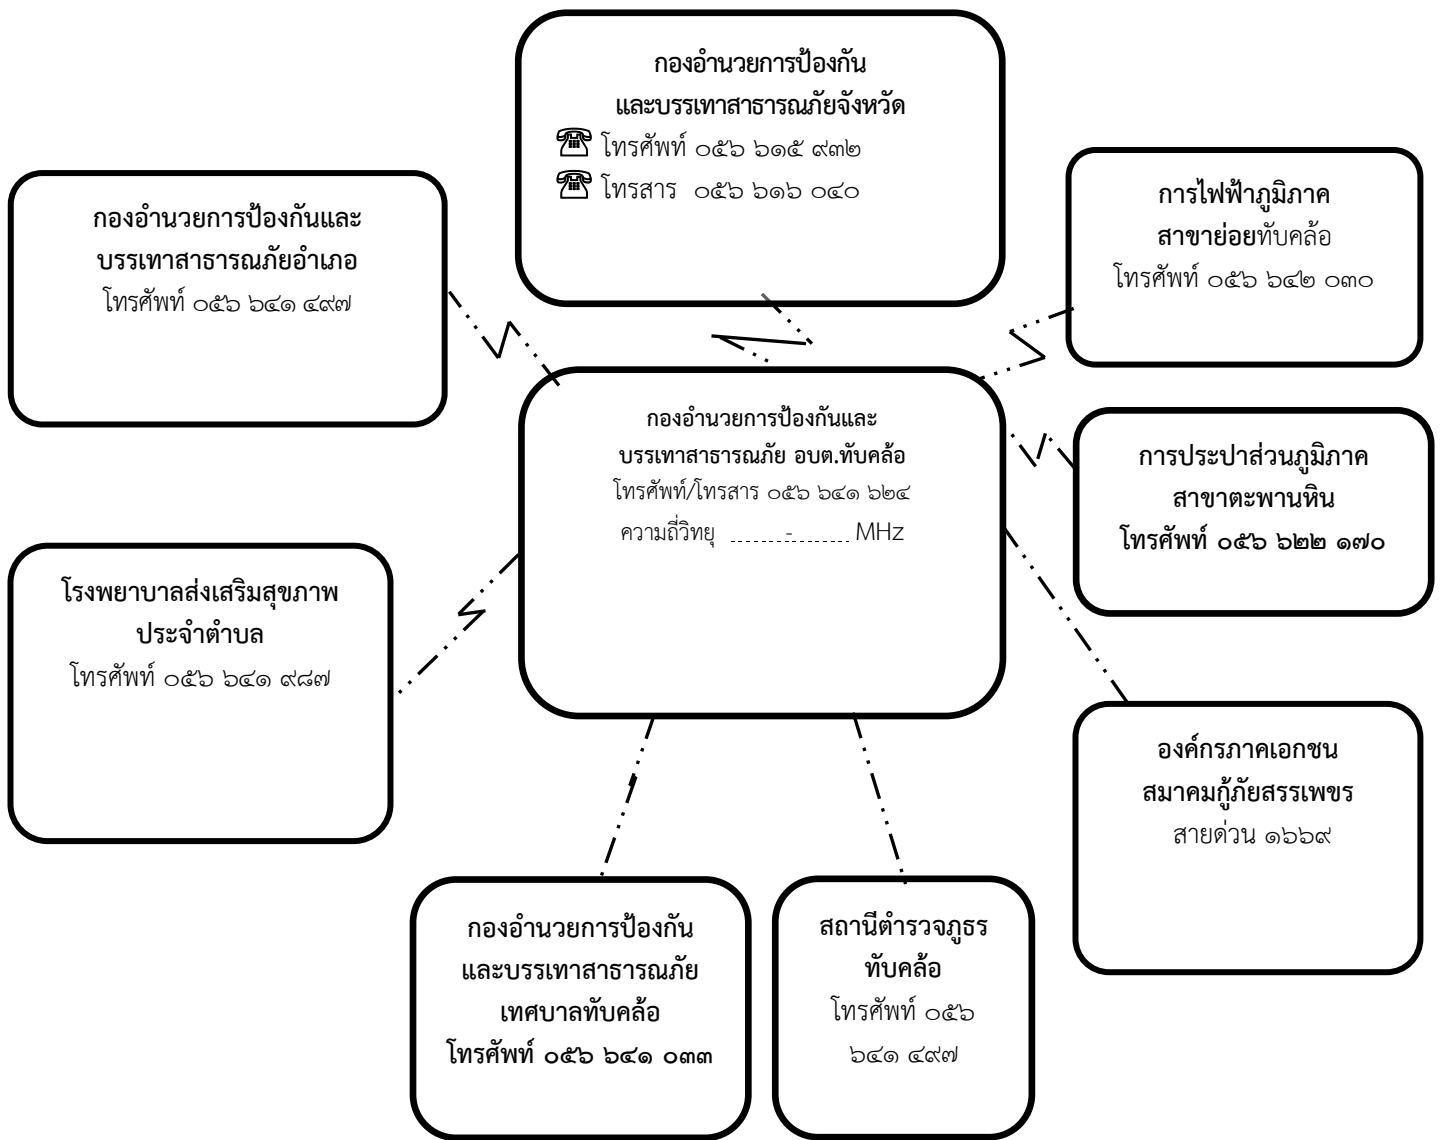 กองอำนวยการป้องกัน
และบรรเทาสาธารณภัยจังหวัด
โทรศัพท์ ๐๕๖ ๖๑๕ ๙๓๒
โทรสาร ๐๕๖ ๖๑๖ ๐๔๐
กองอำนวยการป้องกันและ
บรรเทาสาธารณภัยอำเภอ
โทรศัพท์ ๐๕๖ ๖๔๑ ๔๙๗
การไฟฟ้าภูมิภาค
สาขาย่อยทับคล้อ
โทรศัพท์ ๐๕๖ ๖๔๒ ๐๓๐
กองอำนวยการป้องกันและ
บรรเทาสาธารณภัย อบต.ทับคล้อ
โทรศัพท์/โทรสาร ๐๕๖ ๖๔๑ ๖๒๔
ความถี่วิทยุ .......-....... MHz
การประปาส่วนภูมิภาค
สาขาตะพานหิน
โทรศัพท์ ๐๕๖ ๖๒๒ ๑๗๐
โรงพยาบาลส่งเสริมสุขภาพ
ประจำตำบล
โทรศัพท์ ๐๕๖ ๖๔๑ ๙๘๗
องค์กรภาคเอกชน
สมาคมกู้ภัยสรรเพชร
สายด่วน ๑๖๖๙
กองอำนวยการป้องกัน
และบรรเทาสาธารณภัย
เทศบาลทับคล้อ
โทรศัพท์ ๐๕๖ ๖๔๑ ๐๓๓
สถานีตำรวจภูธร
ทับคล้อ
โทรศัพท์ ๐๕๖
๖๔๑ ๔๙๗